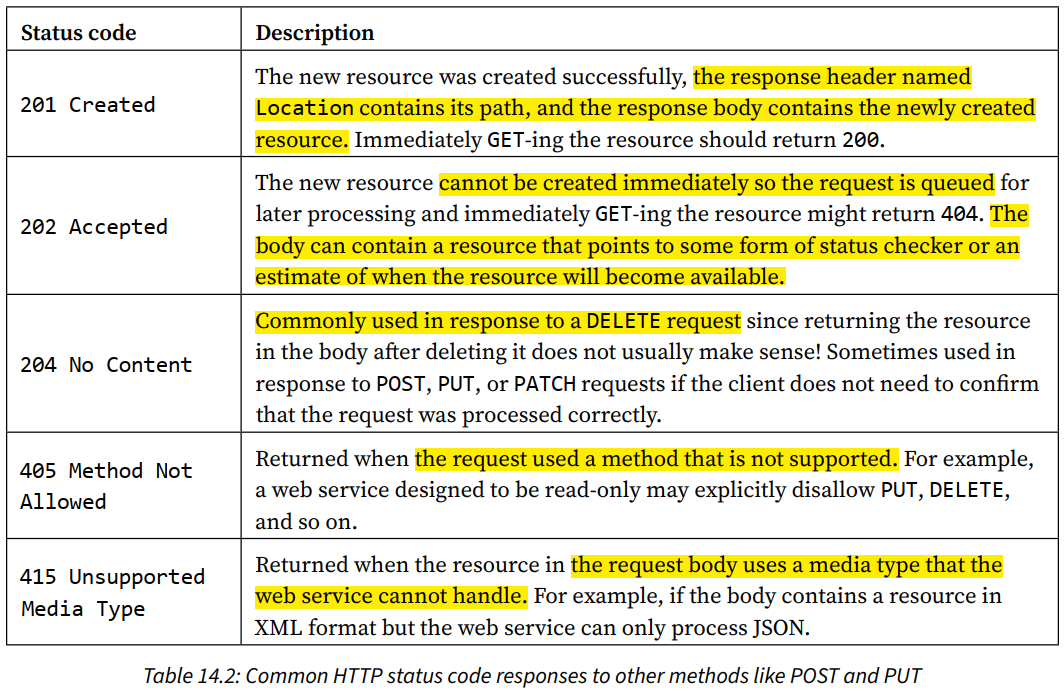 Status code
Description
201 Created
The new resource was created successfully, the response header named
Location contains its path, and the response body contains the newly created
resource. Immediately GET-ing the resource should return 200.
202 Accepted
The new resource cannot be created immediately so the request is queued for
later processing and immediately GET-ing the resource might return 404. The
body can contain a resource that points to some form of status checker or an
estimate of when the resource will become available.
204 No Content
Commonly used in response to a DELETE request since returning the resource
in the body after deleting it does not usually make sense! Sometimes used in
response to POST, PUT, or PATCH requests if the client does not need to confirm
that the request was processed correctly.
405 Method Not
Allowed
Returned when the request used a method that is not supported. For example,
a web service designed to be read-only may explicitly disallow PUT, DELETE,
and so on.
415 Unsupported
Media Type
Returned when the resource in the request body uses a media type that the
web service cannot handle. For example, if the body contains a resource in
XML format but the web service can only process JSON.
Table 14.2: Common HTTP status code responses to other methods like POST and PUT